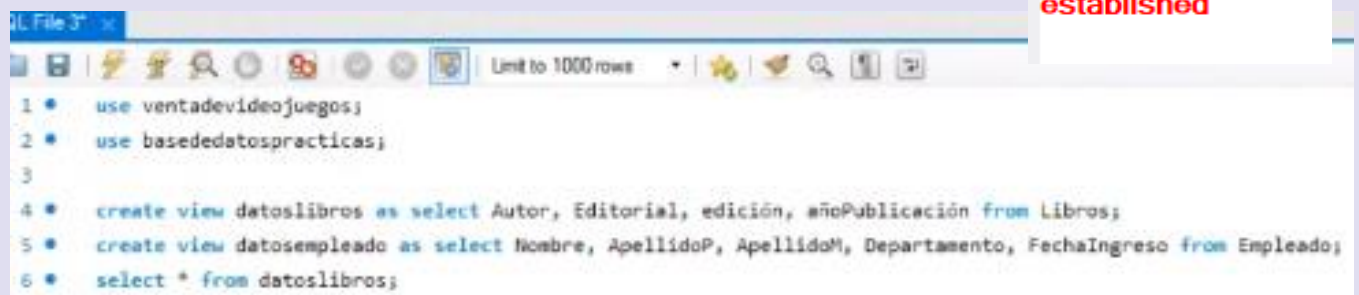 established
SQL File 3*
Limit to 1000 rows
1 use ventadevideojuegos;
2 use basededatospracticas;
3
4 create view datoslibros as select Autor, Editorial, edición, añoPublicación from Libros;
5 create view datosempleado as select Nombre, ApellidoP, ApellidoM, Departamento, FechaIngreso from Empleado;
6 select * from datoslibros;